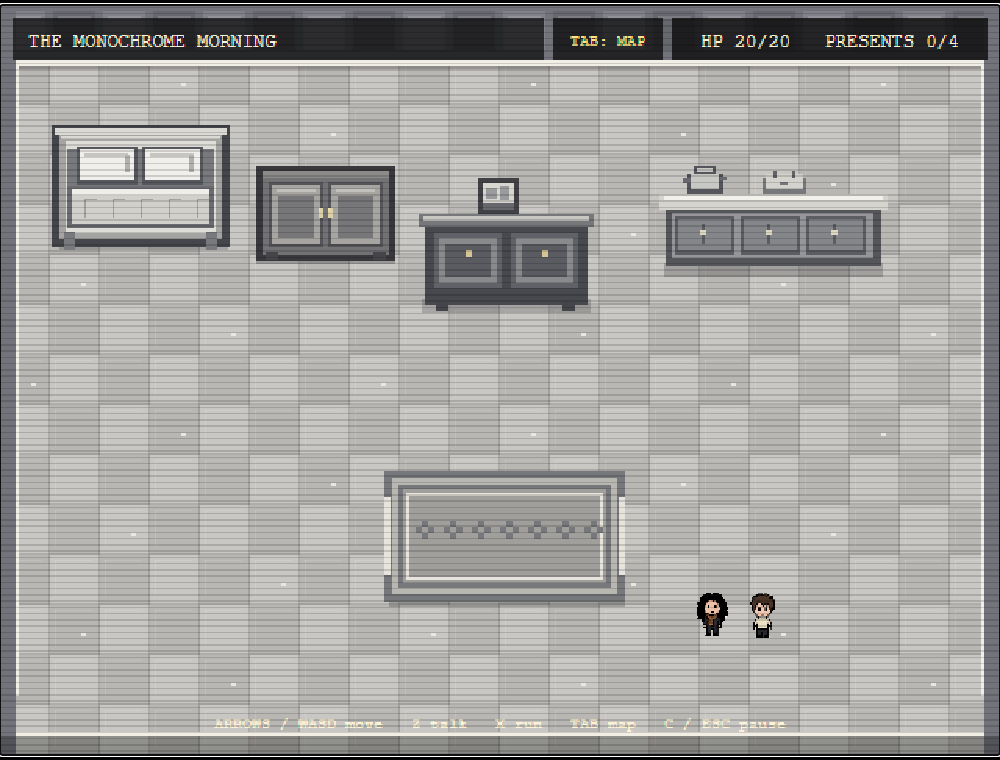 THE MONOCHROME MORNING
TAB: MAP
HP 20/20 PRESENTS 0/4
ARROWS / WASD move Z talk X run TAB map C / ESC pause